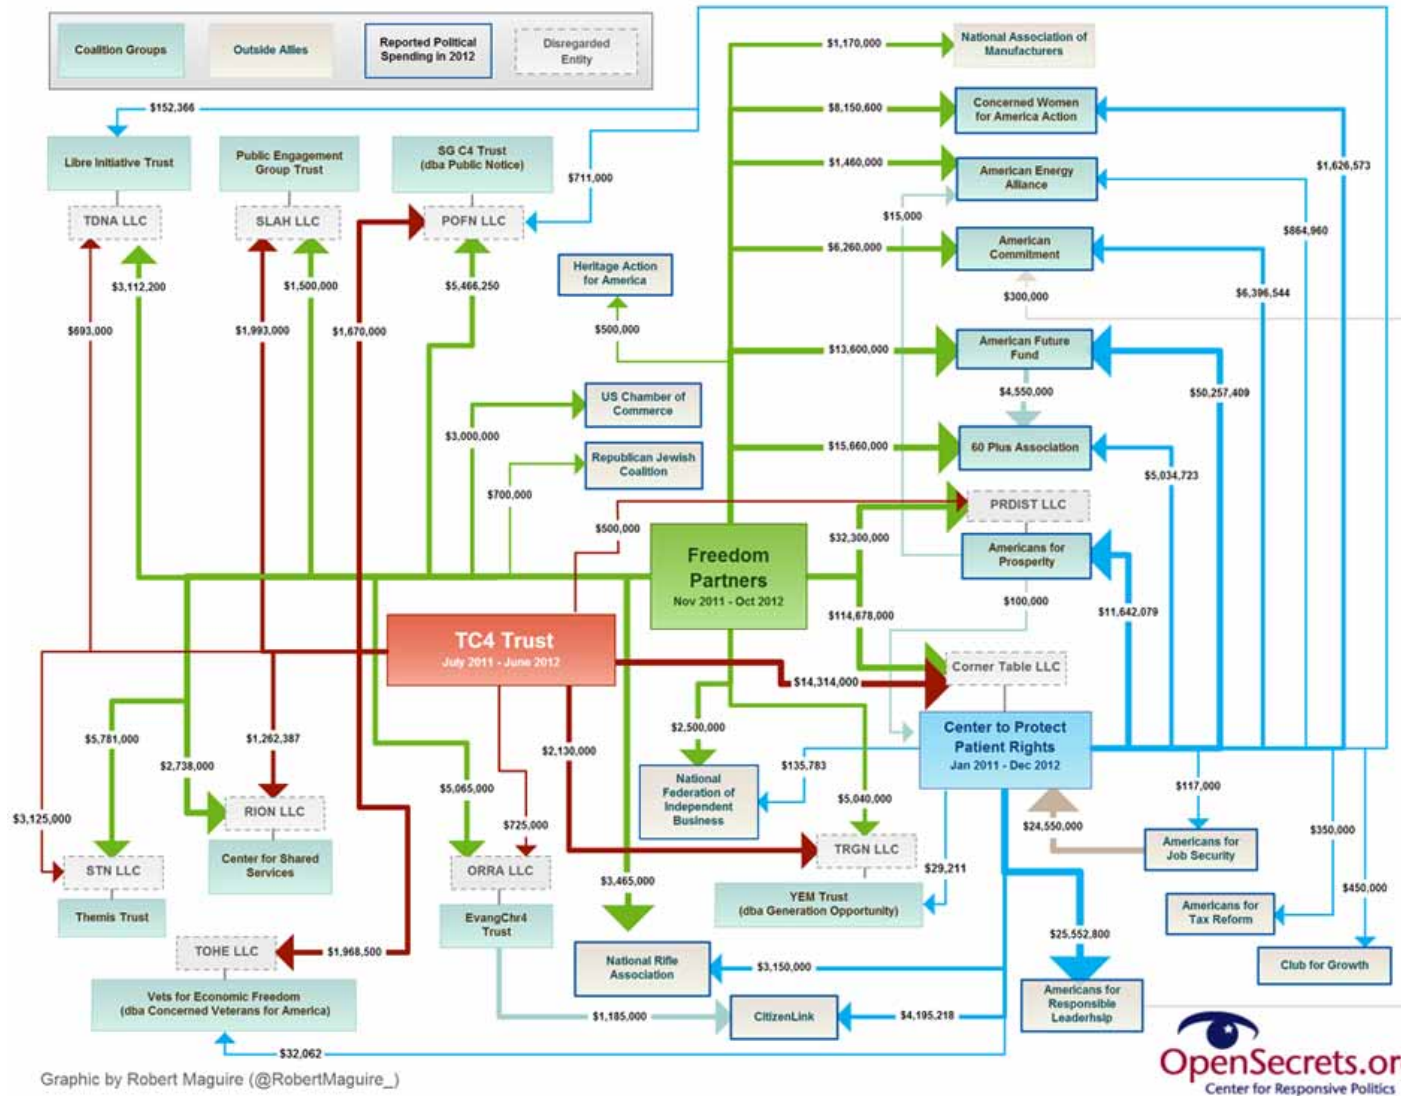 Coalition Groups
Outside Allies
Reported Political
Spending in 2012
Disregarded
Entity
$1,170,000
National Association of
Manufacturers
$152,366
$8,150,600
Concerned Women
for America Action
Libre Initiative Trust
Public Engagement
Group Trust
SG C4 Trust
(dba Public Notice)
$711,000
$1,460,000
American Energy
Alliance
$1,626,573
TDNA LLC
SLAH LLC
POFN LLC
$15,000
$864,960
$6,260,000
American
Commitment
Heritage Action
for America
$3,112,200
$1,500,000
$5,466,250
$300,000
$6,396,544
$693,000
$1,993,000
$1,670,000
$500,000
$13,600,000
American Future
Fund
$4,550,000
$50,257,409
US Chamber of
Commerce
$3,000,000
$15,660,000
60 Plus Association
Republican Jewish
Coalition
$5,034,723
$700,000
PRDIST LLC
$500,000
$32,300,000
Freedom
Partners
Nov 2011 - Oct 2012
Americans for
Prosperity
$100,000
$11,642,079
$114,678,000
TC4 Trust
July 2011 - June 2012
Corner Table LLC
$14,314,000
$5,781,000
$1,262,387
$2,130,000
$2,500,000
Center to Protect
Patient Rights
Jan 2011 - Dec 2012
$2,738,000
$135,783
National
Federation of
Independent
Business
$117,000
$5,065,000
$5,040,000
RION LLC
$3,125,000
$725,000
$24,550,000
$350,000
Americans for
Job Security
TRGN LLC
Center for Shared
Services
STN LLC
ORRA LLC
$29,211
$3,465,000
$450,000
YEM Trust
(dba Generation Opportunity)
Themis Trust
EvangChr4
Trust
Americans for
Tax Reform
$25,552,800
TOHE LLC
$1,968,500
National Rifle
Association
$3,150,000
Club for Growth
Vets for Economic Freedom
(dba Concerned Veterans for America)
Americans for
Responsible
Leaderhsip
$1,185,000
CitizenLink
$4,195,218
$32,062
OpenSecrets.or
Center for Responsive Politics
Graphic by Robert Maguire (@RobertMaguire_)